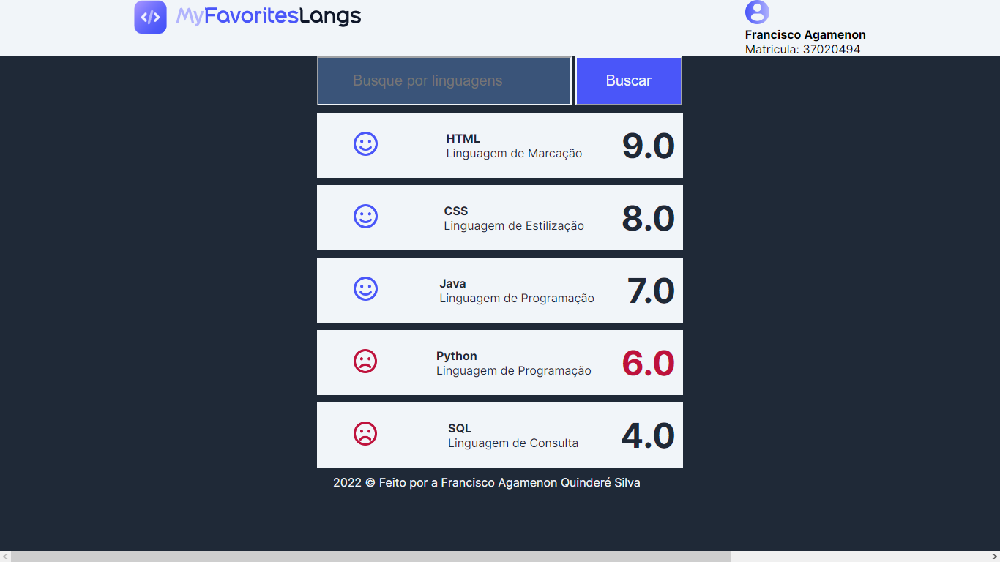 MyFavoritesLangs
Francisco Agamenon
Matricula: 37020494
Busque por linguagens
Buscar
HTML
Linguagem de Marcação
9.0
CSS
Linguagem de Estilização
8.0
Java
Linguagem de Programação
7.0
Python
Linguagem de Programação
6.0
SQL
Linguagem de Consulta
4.0
2022 © Feito por a Francisco Agamenon Quinderé Silva